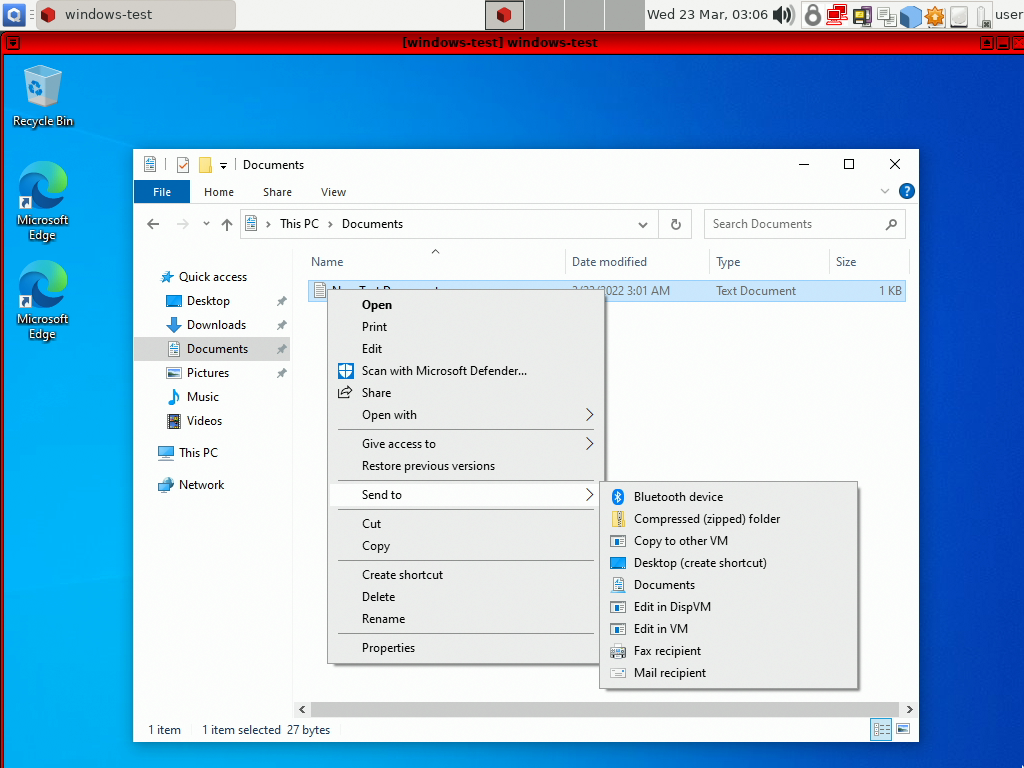 windows-test
Wed 23 Mar, 03:06
user
[windows-test] windows-test
Recycle Bin
Microsoft
Edge
Microsoft
Edge
Documents
File
Home
Share
View
This PC
Documents
Search Documents
Name
Date modified
Type
Size
New Text Document
3/23/2022 3:01 AM
Text Document
1 KB
Quick access
Desktop
Downloads
Documents
Pictures
Music
Videos
This PC
Network
Open
Print
Edit
Scan with Microsoft Defender...
Share
Open with
Give access to
Restore previous versions
Send to
Cut
Copy
Create shortcut
Delete
Rename
Properties
Bluetooth device
Compressed (zipped) folder
Copy to other VM
Desktop (create shortcut)
Documents
Edit in DispVM
Edit in VM
Fax recipient
Mail recipient
1 item
1 item selected 27 bytes